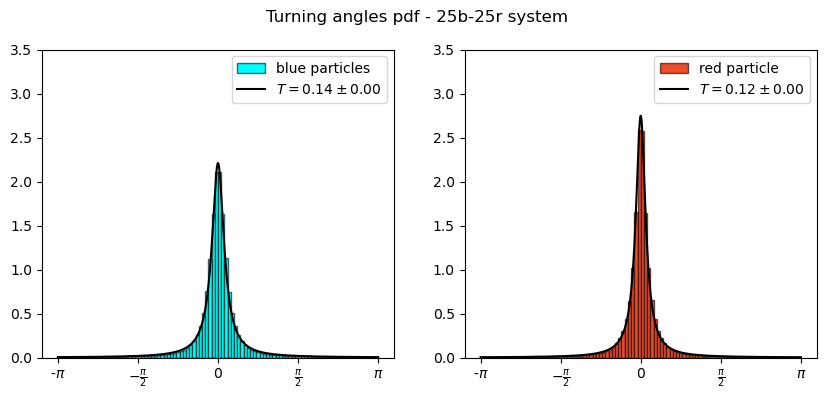 Turning angles pdf - 25b-25r system
3.5
3.0
2.5
2.0
1.5
1.0
0.5
0.0
-π
−π/2
0
π/2
π
blue particles
T = 0.14 ± 0.00
3.5
3.0
2.5
2.0
1.5
1.0
0.5
0.0
-π
−π/2
0
π/2
π
red particle
T = 0.12 ± 0.00